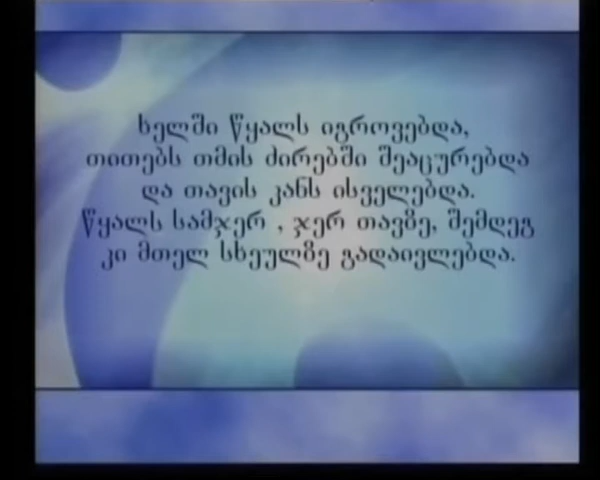 ხელში წყალს იგროვებდა,
თითებს თმის ძირებში შეაცურებდა
და თავის კანს ისველებდა.
წყალს სამჯერ , ჯერ თავზე, შემდეგ
კი მთელ სხეულზე გადაივლებდა.